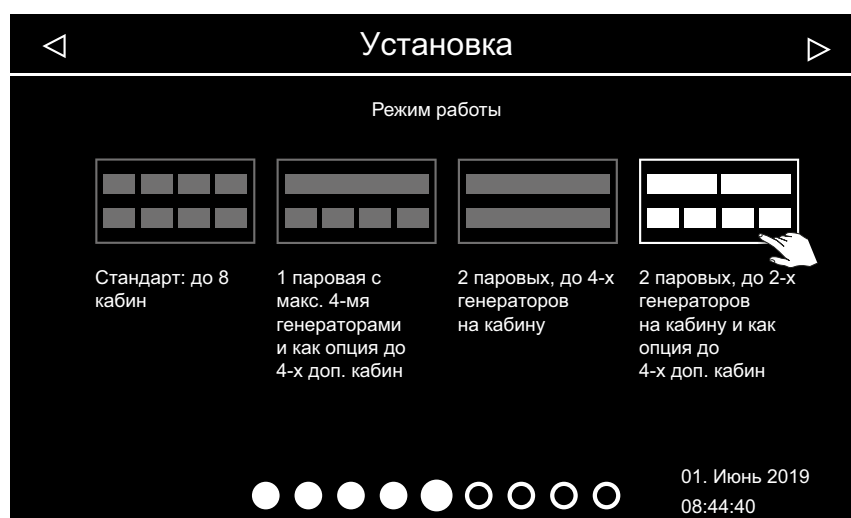 Установка
Режим работы
Стандарт: до 8
кабин
1 паровая с
макс. 4-мя
генераторами
и как опция до
4-х доп. кабин
2 паровых, до 4-х
генераторов
на кабину
2 паровых, до 2-х
генераторов
на кабину и как
опция до
4-х доп. кабин
01. Июнь 2019
08:44:40